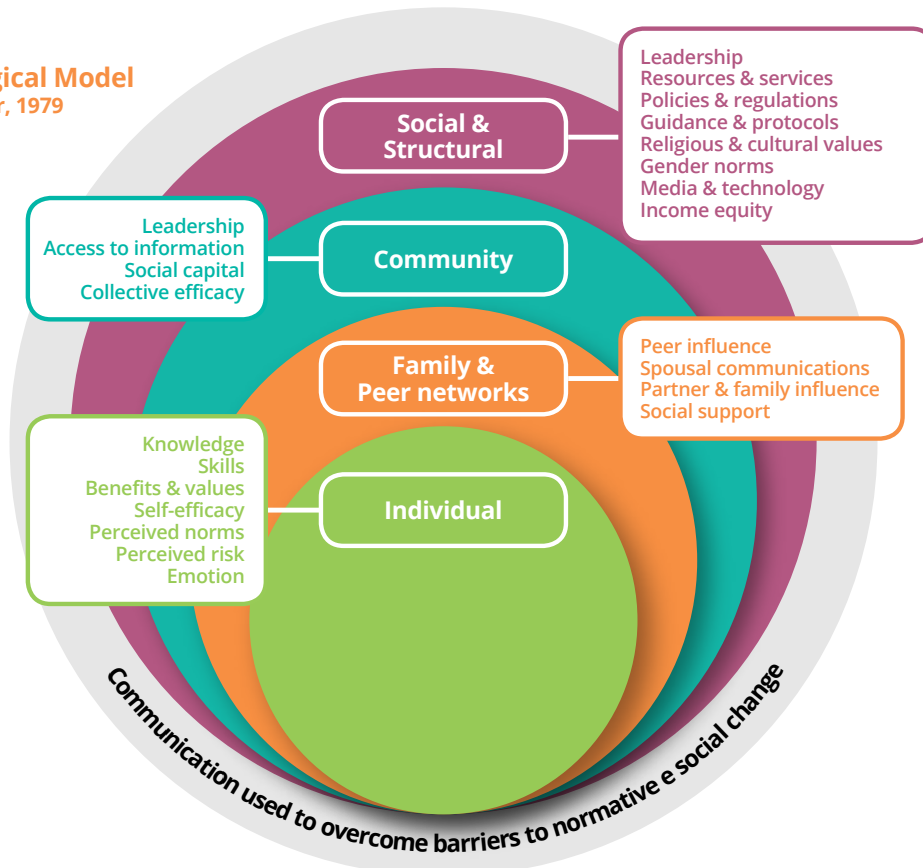 gical Model
r, 1979
Social &
Structural
Leadership
Resources & services
Policies & regulations
Guidance & protocols
Religious & cultural values
Gender norms
Media & technology
Income equity
Leadership
Access to information
Social capital
Collective efficacy
Community
Family &
Peer networks
Peer influence
Spousal communications
Partner & family influence
Social support
Knowledge
Skills
Benefits & values
Self-efficacy
Perceived norms
Perceived risk
Emotion
Individual
Communication used to overcome barriers to normative e social change